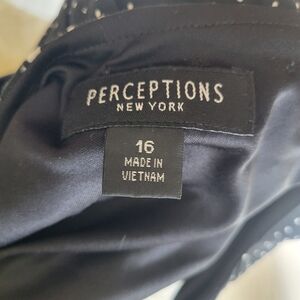 PERCEPTIONS
NEW YORK
16
MADE IN
VIETNAM